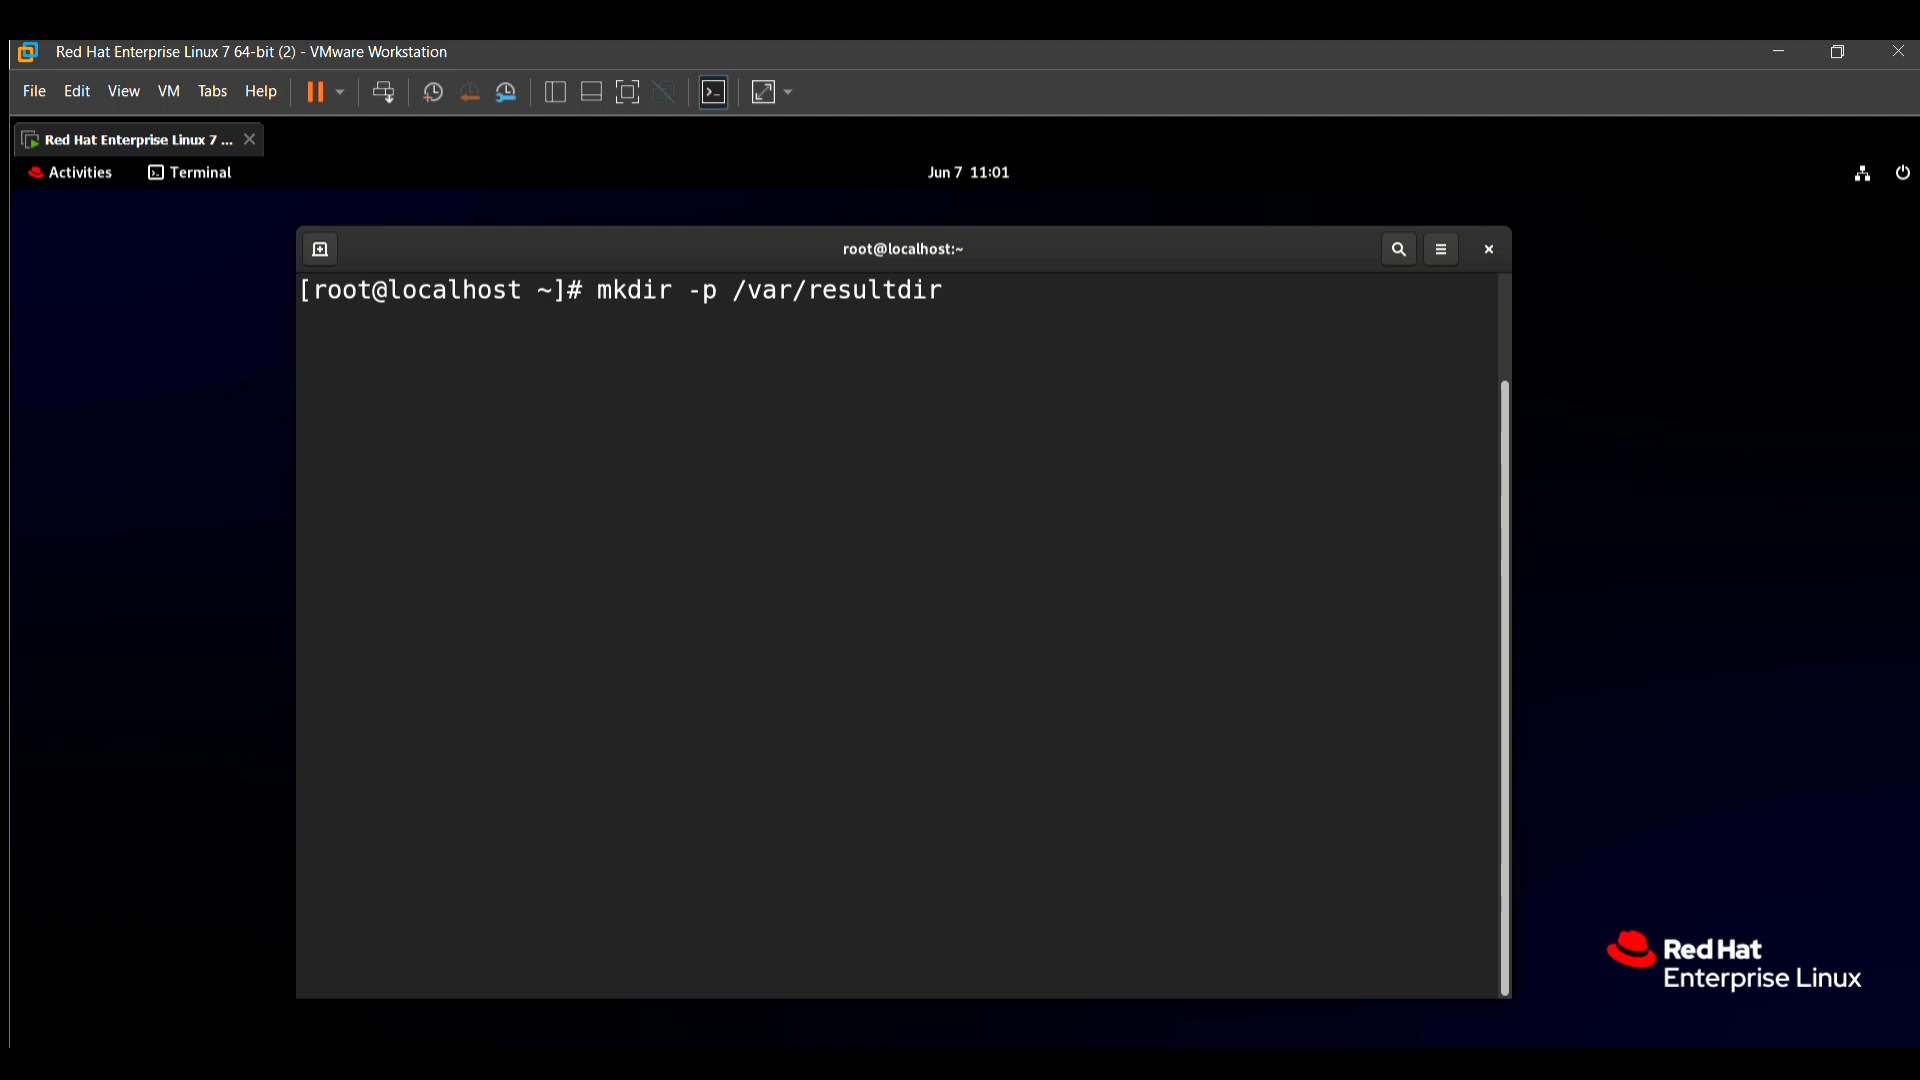 Red Hat Enterprise Linux 7 64-bit (2) - VMware Workstation
File Edit View VM Tabs Help
Red Hat Enterprise Linux 7 ...
Activities Terminal Jun 7 11:01
root@localhost:~
[root@localhost ~]# mkdir -p /var/resultdir
Red Hat
Enterprise Linux